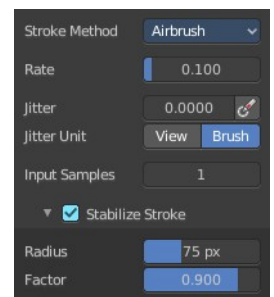 Stroke Method Airbrush
Rate 0.100
Jitter 0.0000
Jitter Unit View Brush
Input Samples 1
Stabilize Stroke
Radius 75 px
Factor 0.900